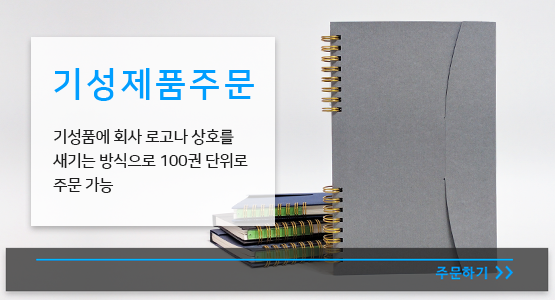 기성제품주문
기성품에 회사 로고나 상호를
새기는 방식으로 100권 단위로
주문 가능
주문하기